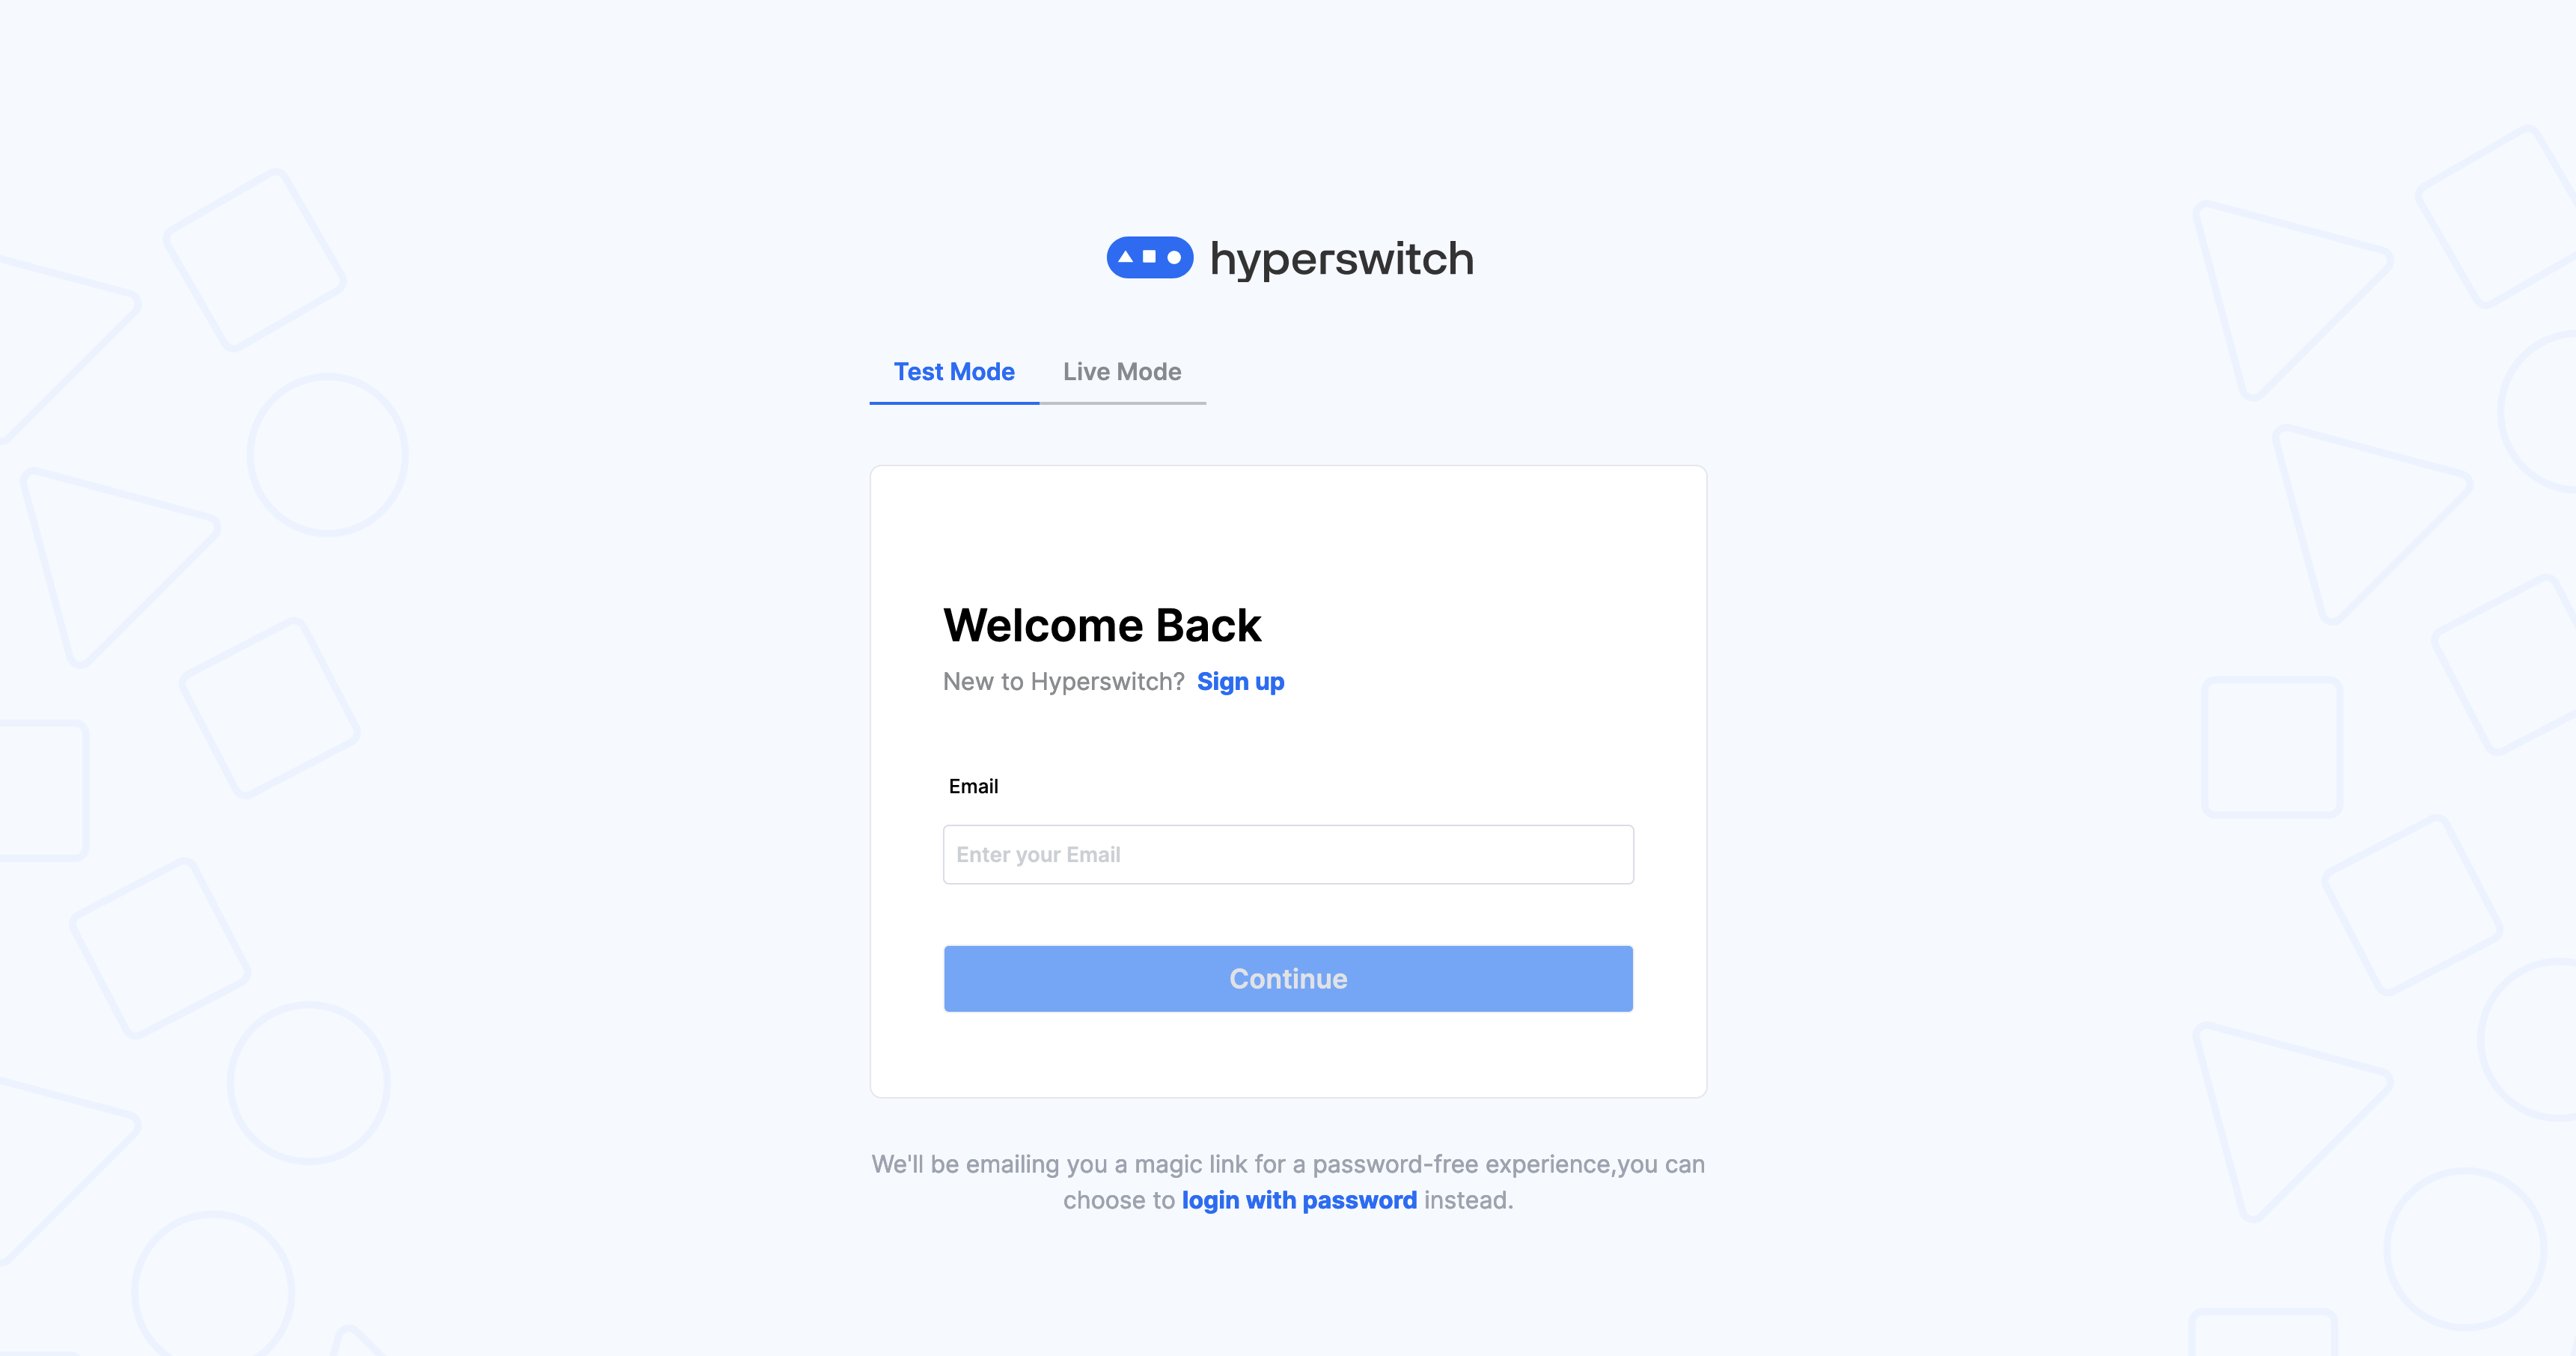 hyperswitch
Test Mode Live Mode
Welcome Back
New to Hyperswitch? Sign up
Email
Enter your Email
Continue
We'll be emailing you a magic link for a password-free experience,you can
choose to login with password instead.